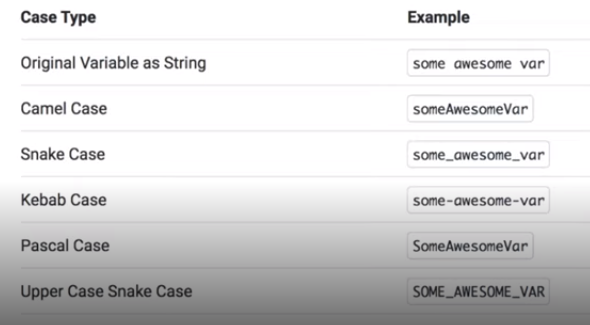 Case Type Example
Original Variable as String some awesome var
Camel Case someAwesomeVar
Snake Case some_awesome_var
Kebab Case some-awesome-var
Pascal Case SomeAwesomeVar
Upper Case Snake Case SOME_AWESOME_VAR